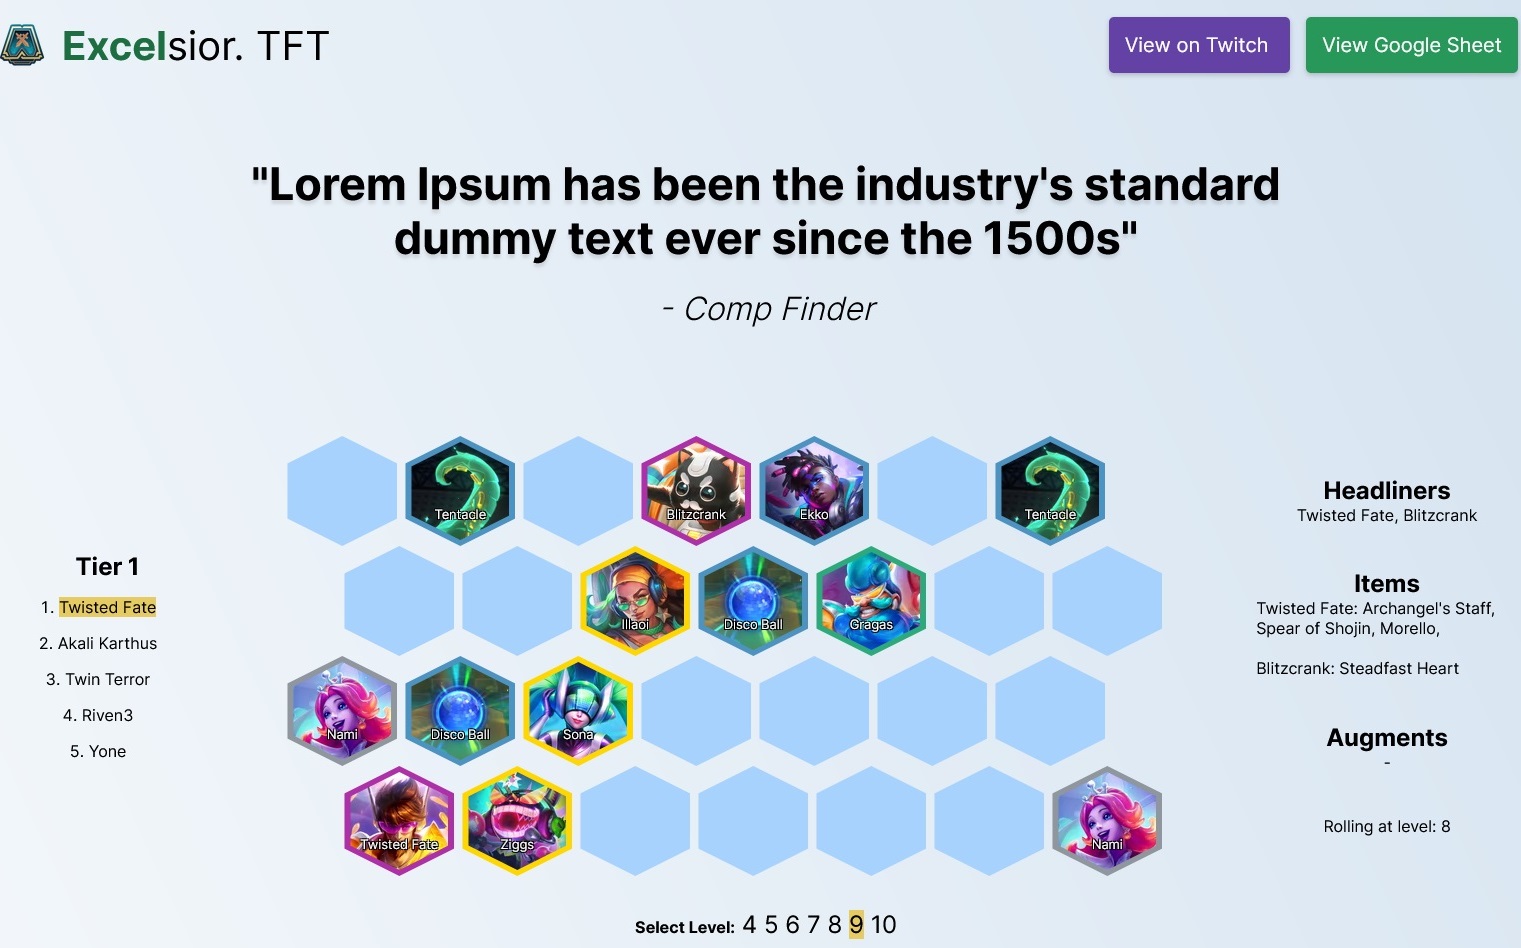 Excelsior. TFT
View on Twitch
View Google Sheet
"Lorem Ipsum has been the industry's standard
dummy text ever since the 1500s"
- Comp Finder
Tier 1
1. Twisted Fate
2. Akali Karthus
3. Twin Terror
4. Riven3
5. Yone
Tentacle
Blitzcrank
Ekko
Tentacle
Illaoi
Disco Ball
Gragas
Nami
Disco Ball
Sona
Twisted Fate
Ziggs
Nami
Headliners
Twisted Fate, Blitzcrank
Items
Twisted Fate: Archangel's Staff,
Spear of Shojin, Morello,
Blitzcrank: Steadfast Heart
Augments
-
Rolling at level: 8
Select Level: 4 5 6 7 8 9 10